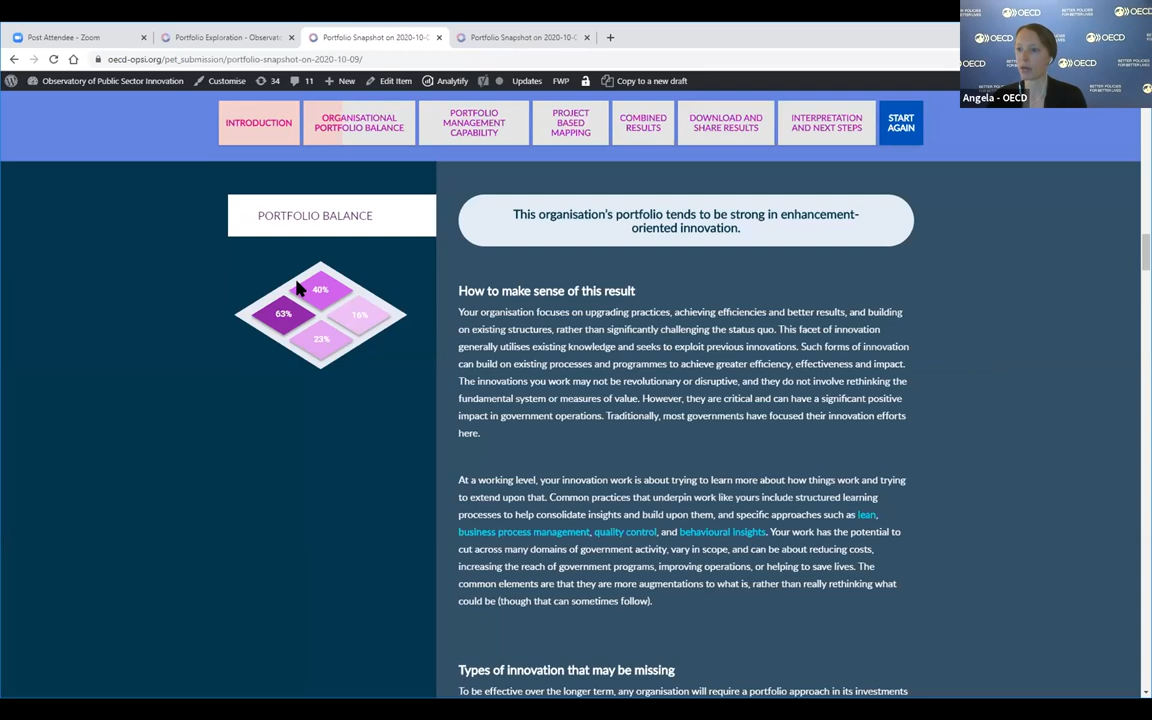 OECD
BETTER POLICIES
FOR BETTER LIVES
Post Attendee - Zoom
Portfolio Exploration - Observato
Portfolio Snapshot on 2020-10-0
Portfolio Snapshot on 2020-10-0
oecd-opsi.org/pet_submission/portfolio-snapshot-on-2020-10-09/
Observatory of Public Sector Innovation Customise 34 11 New Edit Item Analytify Updates FWP Copy to a new draft
Angela - OECD
INTRODUCTION
ORGANISATIONAL
PORTFOLIO BALANCE
PORTFOLIO
MANAGEMENT
CAPABILITY
PROJECT
BASED
MAPPING
COMBINED
RESULTS
DOWNLOAD AND
SHARE RESULTS
INTERPRETATION
AND NEXT STEPS
START
AGAIN
PORTFOLIO BALANCE
40%
63%
16%
23%
This organisation's portfolio tends to be strong in enhancement-
oriented innovation.
How to make sense of this result
Your organisation focuses on upgrading practices, achieving efficiencies and better results, and building
on existing structures, rather than significantly challenging the status quo. This facet of innovation
generally utilises existing knowledge and seeks to exploit previous innovations. Such forms of innovation
can build on existing processes and programmes to achieve greater efficiency, effectiveness and impact.
The innovations you work may not be revolutionary or disruptive, and they do not involve rethinking the
fundamental system or measures of value. However, they are critical and can have a significant positive
impact in government operations. Traditionally, most governments have focused their innovation efforts
here.
At a working level, your innovation work is about trying to learn more about how things work and trying
to extend upon that. Common practices that underpin work like yours include structured learning
processes to help consolidate insights and build upon them, and specific approaches such as lean,
business process management, quality control, and behavioural insights. Your work has the potential to
cut across many domains of government activity, vary in scope, and can be about reducing costs,
increasing the reach of government programs, improving operations, or helping to save lives. The
common elements are that they are more augmentations to what is, rather than really rethinking what
could be (though that can sometimes follow).
Types of innovation that may be missing
To be effective over the longer term, any organisation will require a portfolio approach in its investments